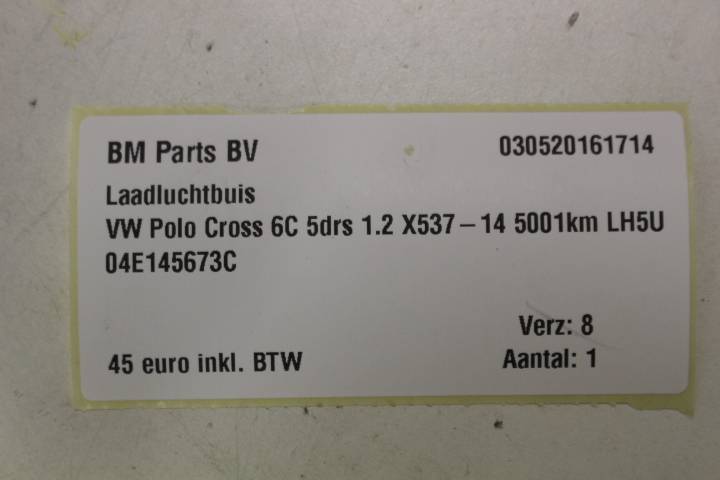 BM Parts BV 030520161714
Laadluchtbuis
VW Polo Cross 6C 5drs 1.2 X537-14 5001km LH5U
04E145673C
Verz: 8
45 euro inkl. BTW Aantal: 1